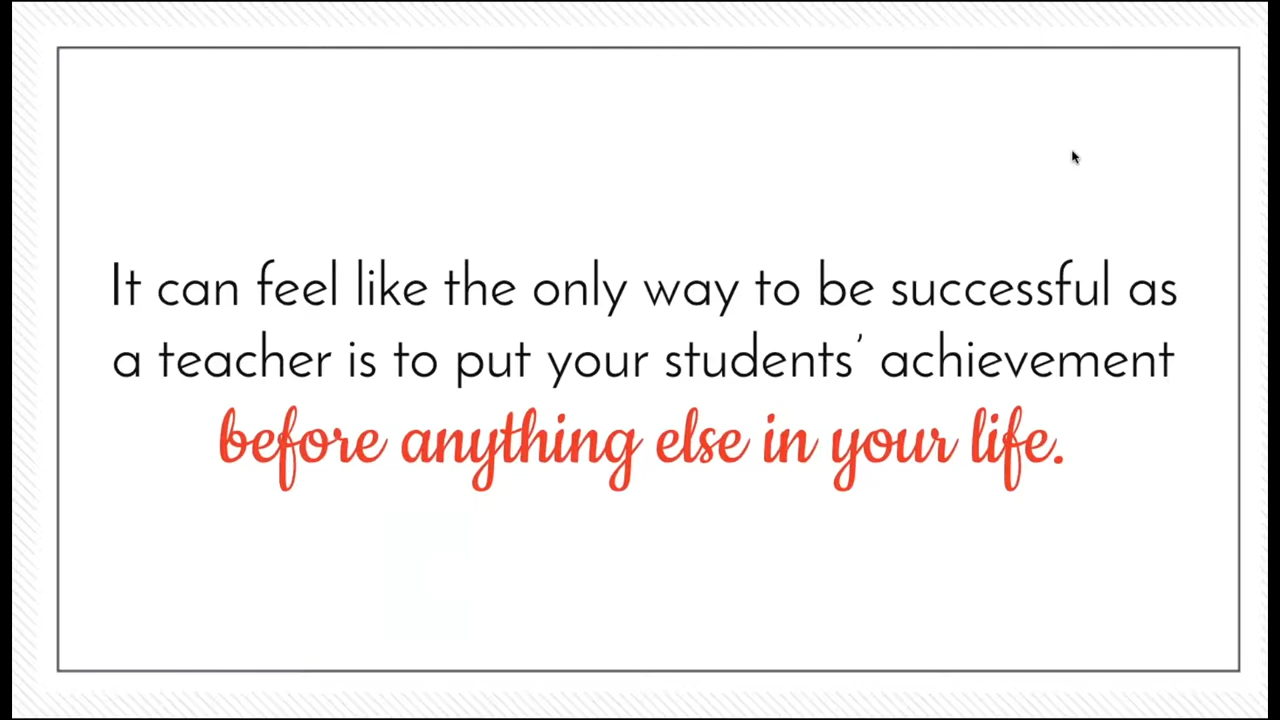 It can feel like the only way to be successful as
a teacher is to put your students’ achievement
before anything else in your life.